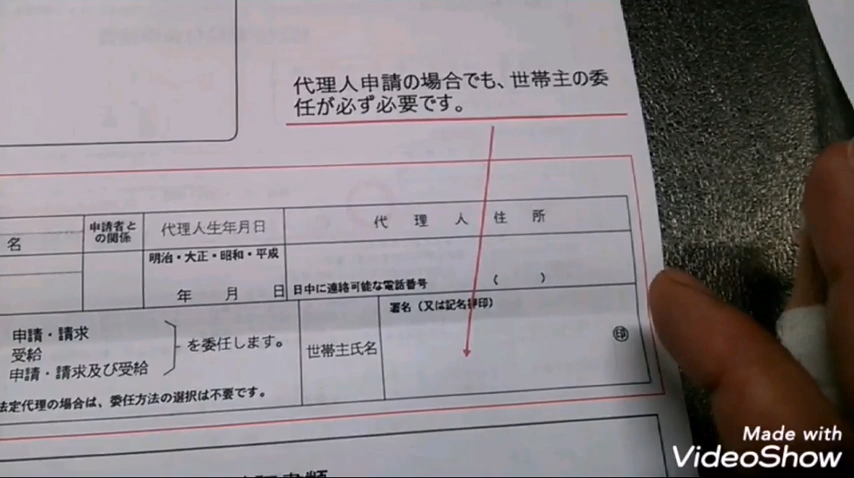 代理人申請の場合でも、世帯主の委
任が必ず必要です。
名
申請者と
の関係
代理人生年月日
代理人住所
明治・大正・昭和・平成
年 月 日
日中に連絡可能な電話番号 ( )
申請・請求
受給
申請・請求及び受給
を委任します。
法定代理の場合は、委任方法の選択は不要です。
世帯主氏名
署名（又は記名押印）
印
Made with
VideoShow